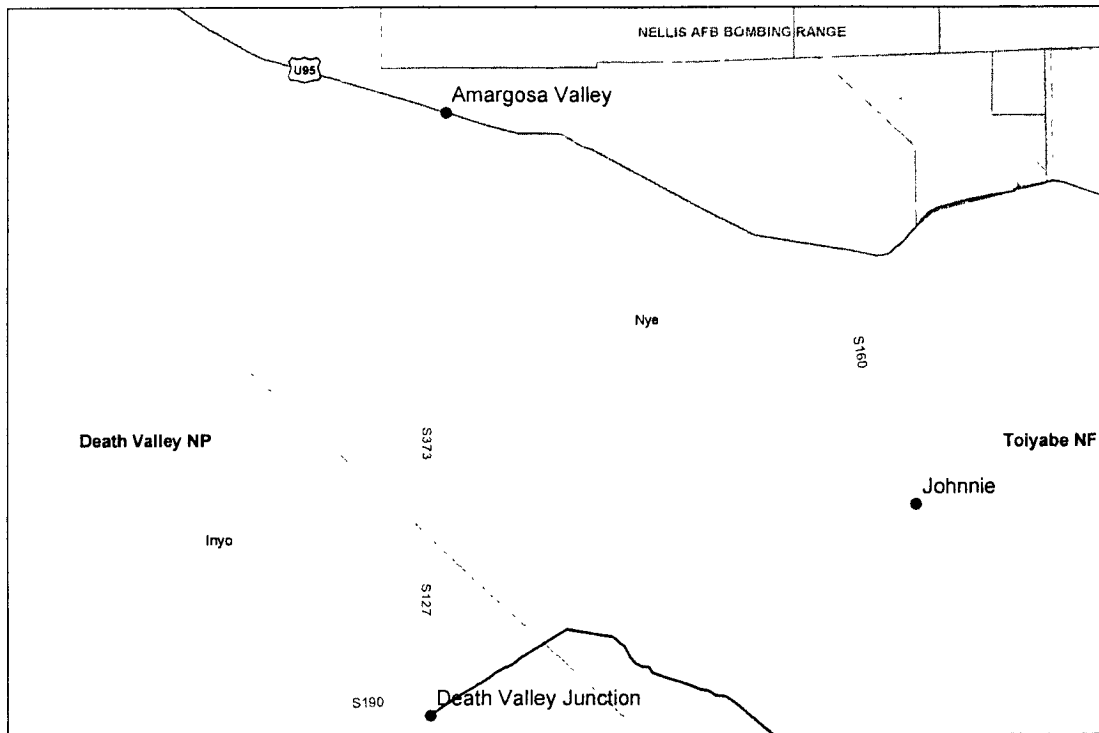 NELLIS AFB BOMBING RANGE
U95
Amargosa Valley
Nye
S160
Death Valley NP
S373
Toiyabe NF
Johnnie
Inyo
S127
S190
Death Valley Junction